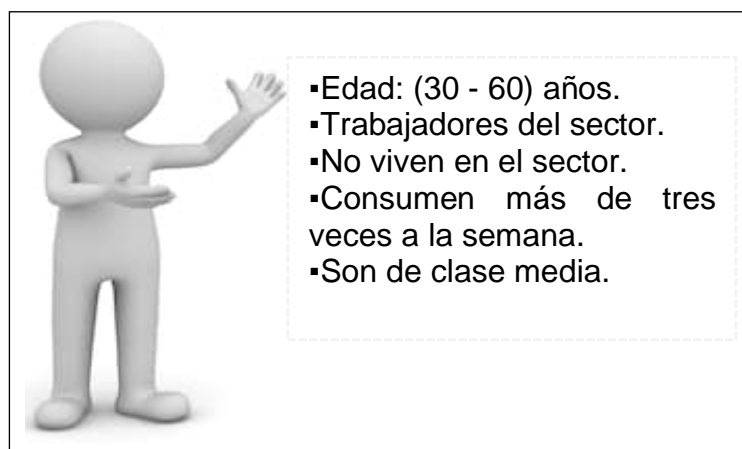 ▪Edad: (30 - 60) años.
▪Trabajadores del sector.
▪No viven en el sector.
▪Consumen más de tres
veces a la semana.
▪Son de clase media.